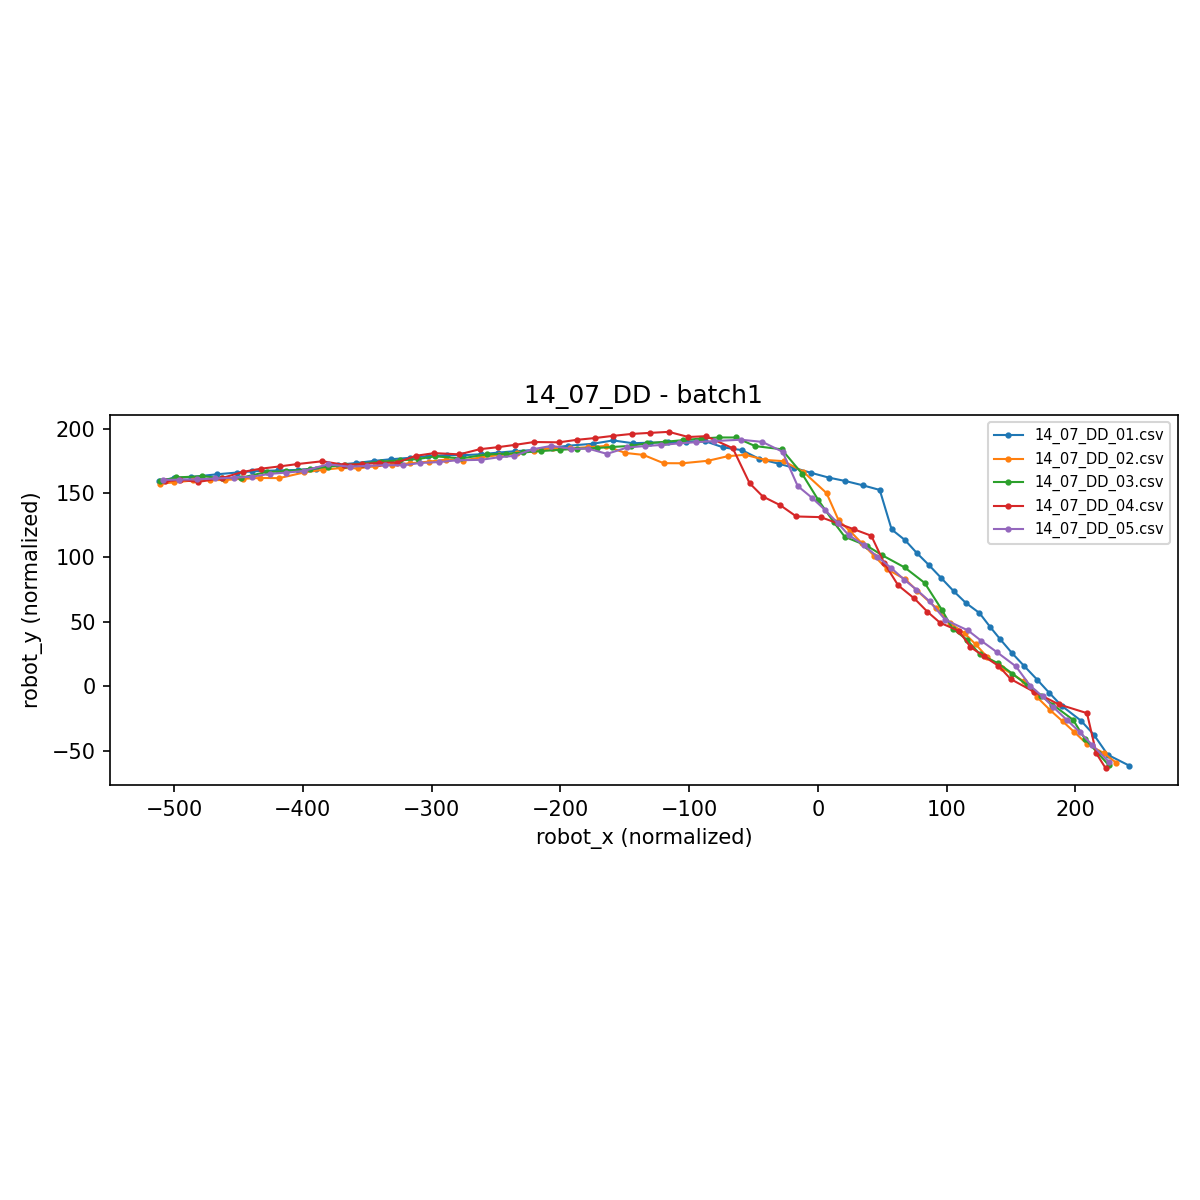 14_07_DD - batch1
200
150
100
50
0
−50
robot_y (normalized)
−500
−400
−300
−200
−100
0
100
200
robot_x (normalized)
14_07_DD_01.csv
14_07_DD_02.csv
14_07_DD_03.csv
14_07_DD_04.csv
14_07_DD_05.csv